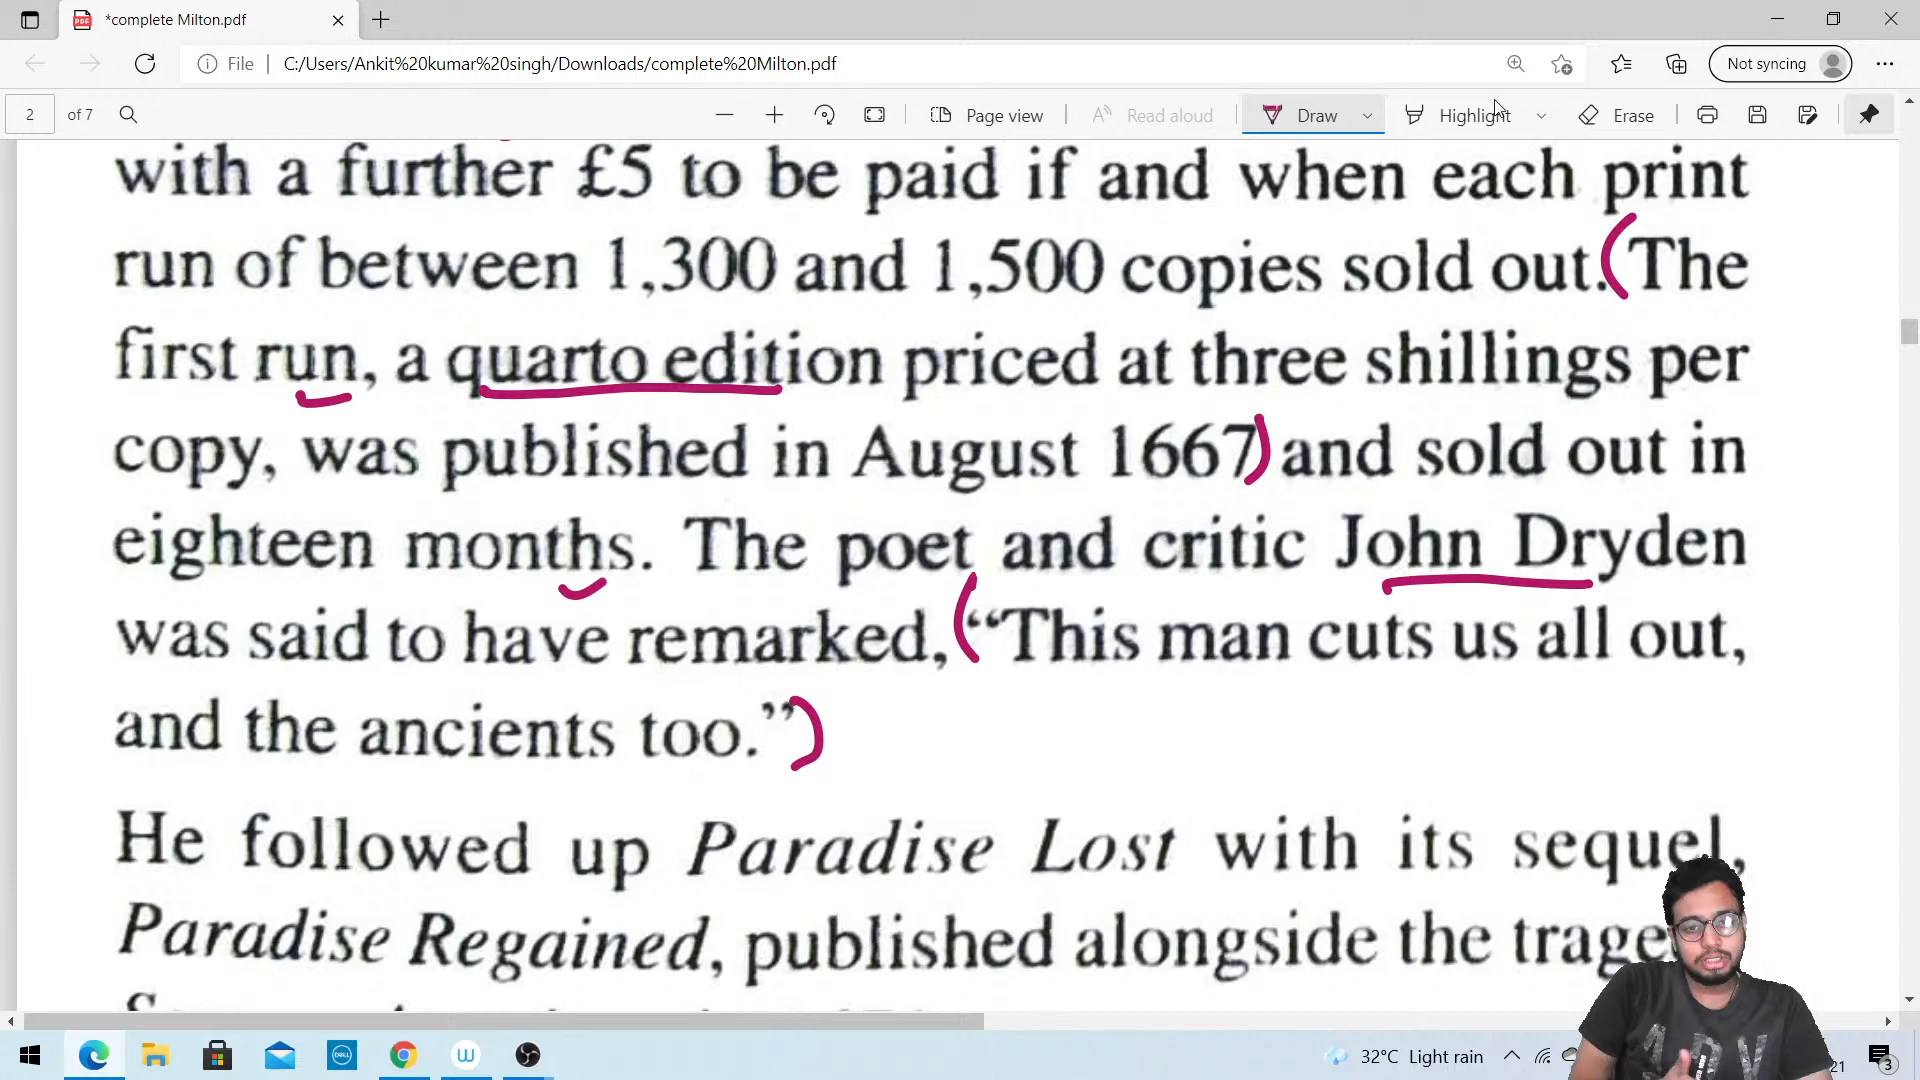 *complete Milton.pdf
File
C:/Users/Ankit%20kumar%20singh/Downloads/complete%20Milton.pdf
Not syncing
2 of 7
Page view
Read aloud
Draw
Highlight
Erase
with a further £5 to be paid if and when each print
run of between 1,300 and 1,500 copies sold out. The
first run, a quarto edition priced at three shillings per
copy, was published in August 1667 and sold out in
eighteen months. The poet and critic John Dryden
was said to have remarked, “This man cuts us all out,
and the ancients too.”
He followed up Paradise Lost with its sequel,
Paradise Regained, published alongside the
32°C Light rain
21
3